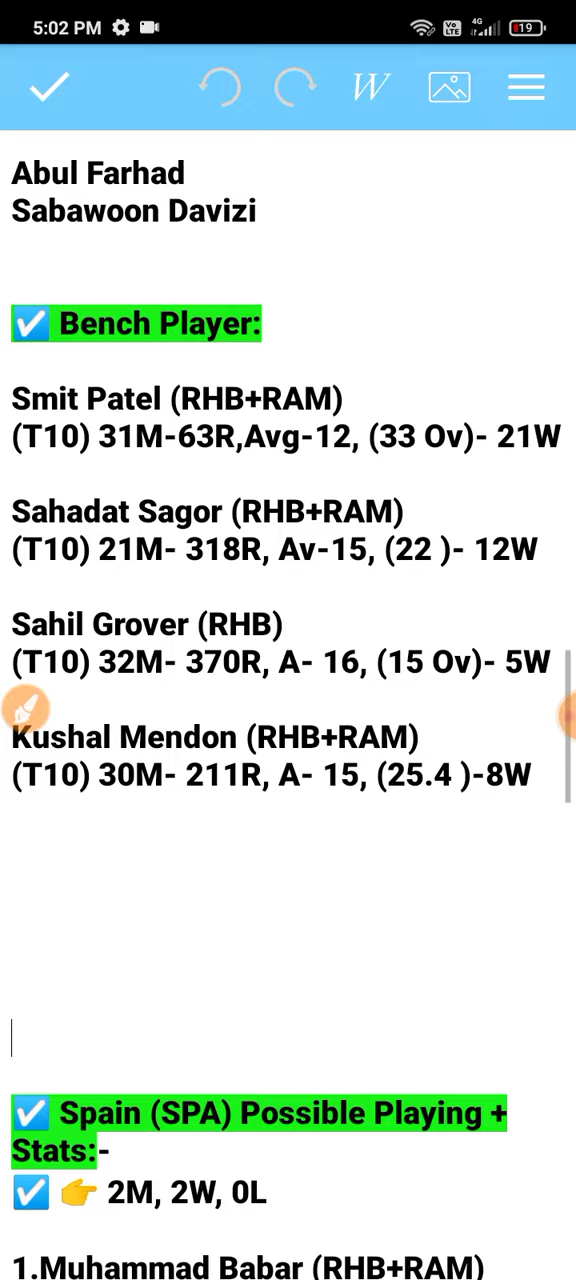 5:02 PM
Vo LTE
4G
19
W
Abul Farhad
Sabawoon Davizi
✅ Bench Player:
Smit Patel (RHB+RAM)
(T10) 31M-63R,Avg-12, (33 Ov)- 21W
Sahadat Sagor (RHB+RAM)
(T10) 21M- 318R, Av-15, (22 )- 12W
Sahil Grover (RHB)
(T10) 32M- 370R, A- 16, (15 Ov)- 5W
Kushal Mendon (RHB+RAM)
(T10) 30M- 211R, A- 15, (25.4 )-8W
✅ Spain (SPA) Possible Playing +
Stats:-
✅ 👉 2M, 2W, 0L
1.Muhammad Babar (RHB+RAM)